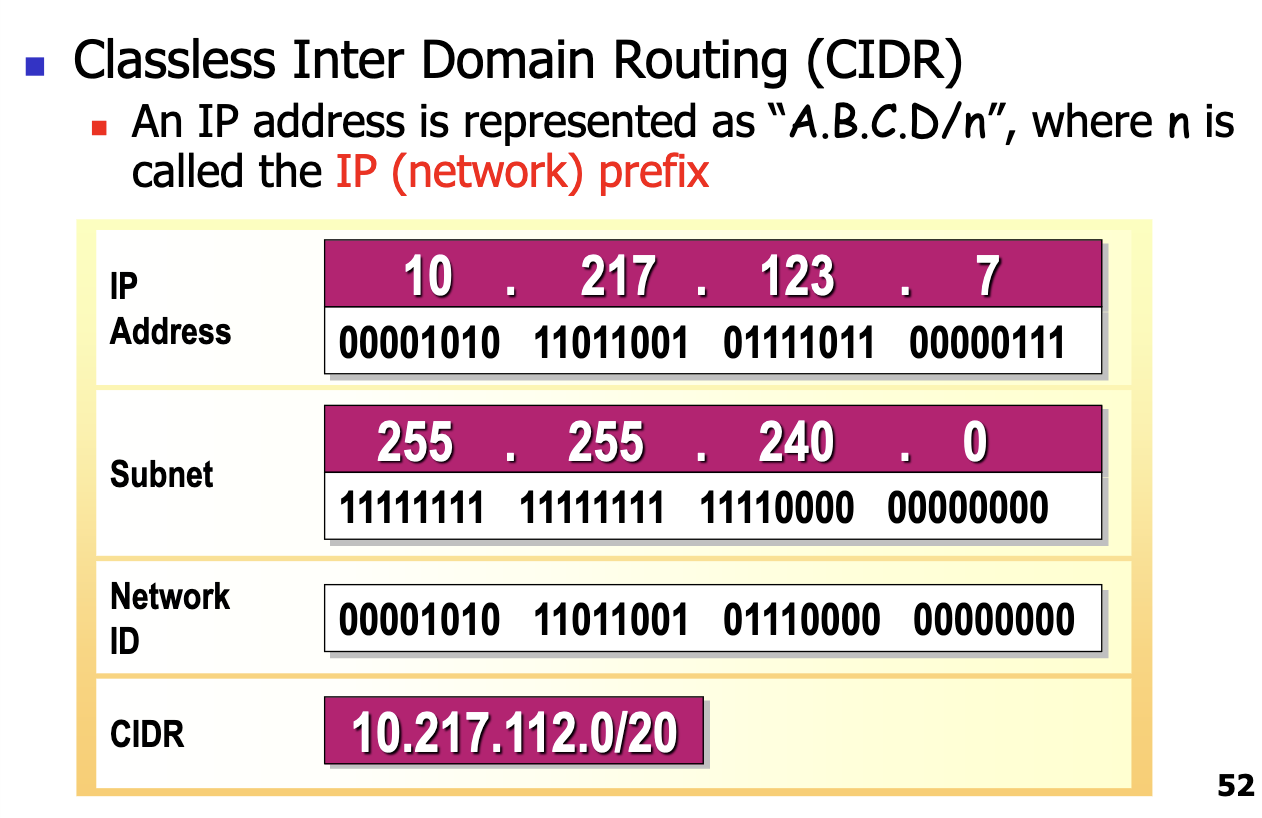 Classless Inter Domain Routing (CIDR)
An IP address is represented as “A.B.C.D/n”, where n is
called the IP (network) prefix
IP
Address
10 . 217 . 123 . 7
00001010 11011001 01111011 00000111
Subnet
255 . 255 . 240 . 0
11111111 11111111 11110000 00000000
Network
ID
00001010 11011001 01110000 00000000
CIDR
10.217.112.0/20
52